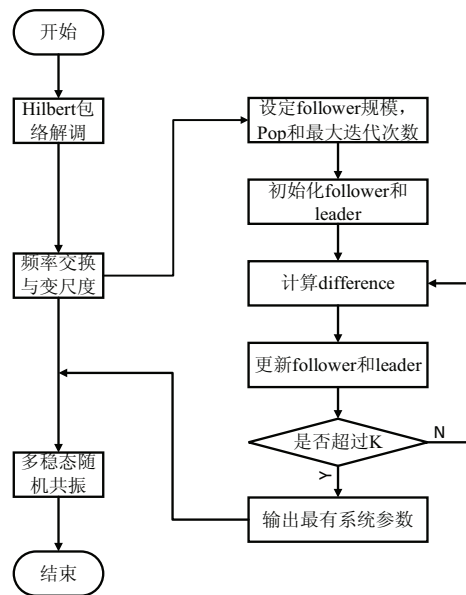 开始
Hilbert包
络解调
频率交换
与变尺度
多稳态随
机共振
结束
设定follower规模，
Pop和最大迭代次数
初始化follower和
leader
计算difference
更新follower和leader
是否超过K
N
Y
输出最有系统参数